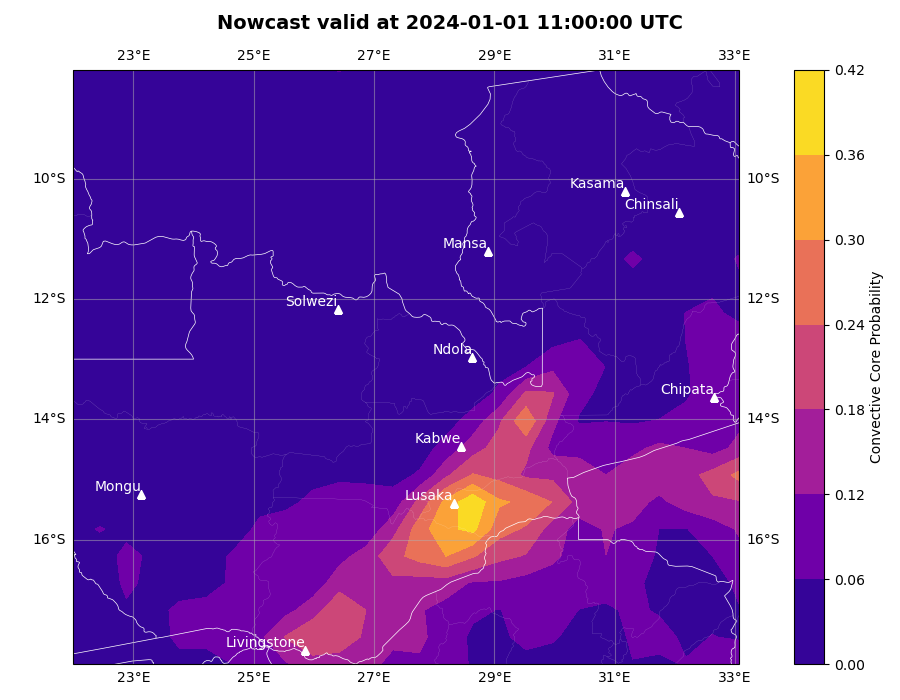 Nowcast valid at 2024-01-01 11:00:00 UTC
23°E 25°E 27°E 29°E 31°E 33°E
0.42
0.36
0.30
0.24
0.18
0.12
0.06
0.00
Convective Core Probability
10°S 10°S
12°S 12°S
14°S 14°S
16°S 16°S
Kasama
Chinsali
Mansa
Solwezi
Ndola
Chipata
Kabwe
Mongu
Lusaka
Livingstone
23°E 25°E 27°E 29°E 31°E 33°E